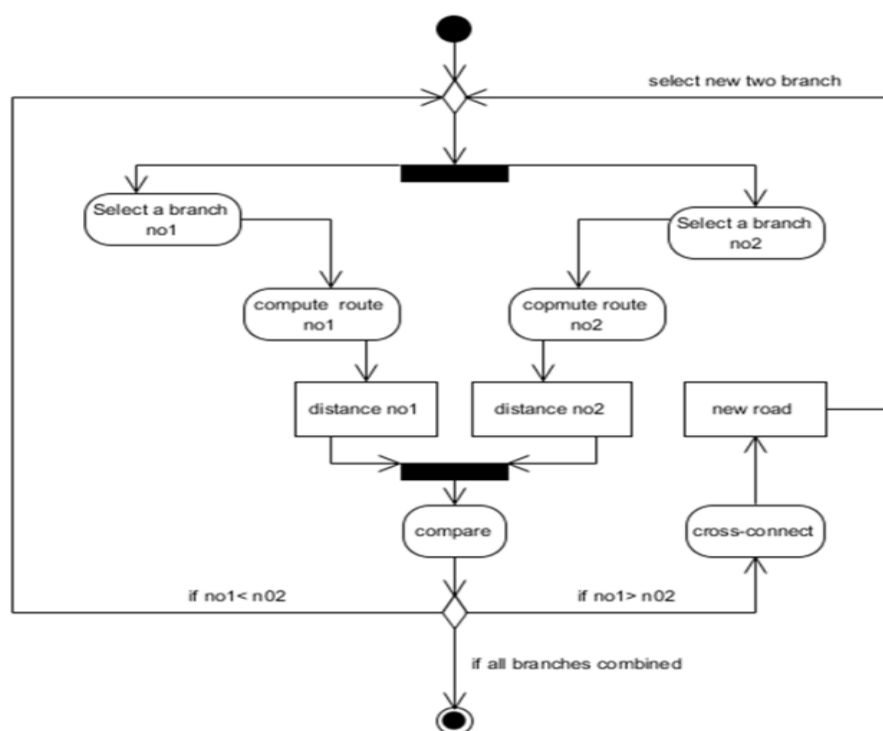 select new two branch
Select a branch
no1
Select a branch
no2
compute route
no1
copmute route
no2
distance no1
distance no2
new road
compare
cross-connect
if no1< n02
if no1> n02
if all branches combined